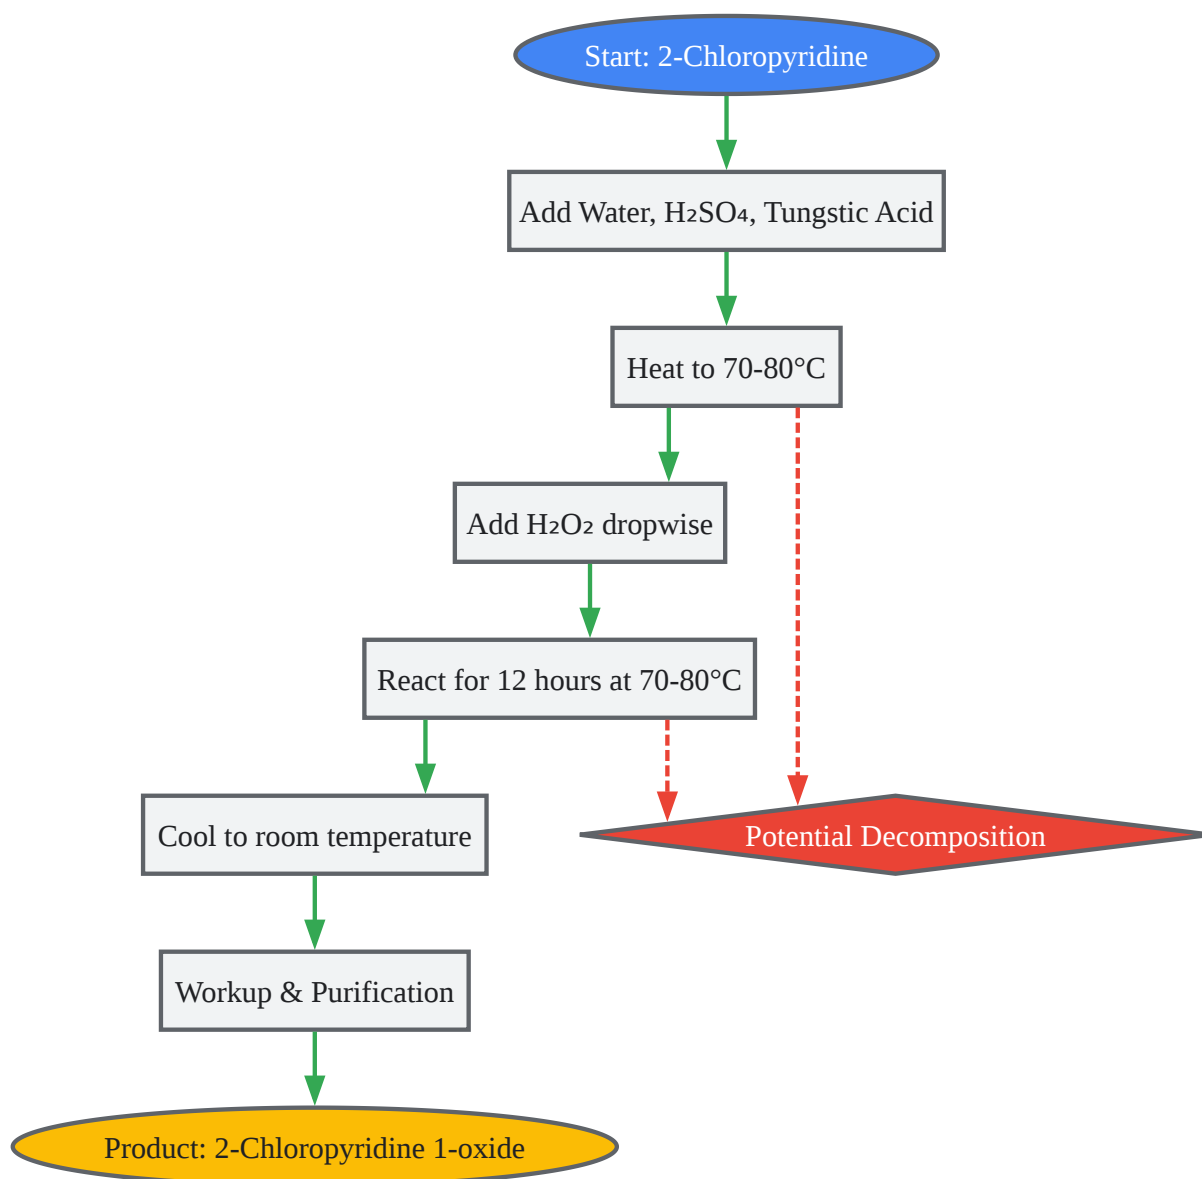 Start: 2-Chloropyridine
Add Water, H₂SO₄, Tungstic Acid
Heat to 70-80°C
Add H₂O₂ dropwise
React for 12 hours at 70-80°C
Cool to room temperature
Potential Decomposition
Workup & Purification
Product: 2-Chloropyridine 1-oxide